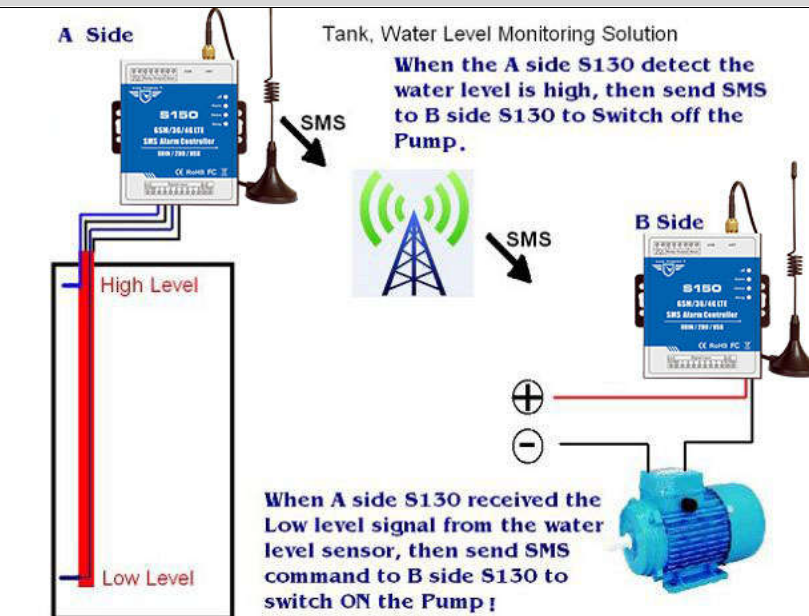 A Side
Tank, Water Level Monitoring Solution
When the A side S130 detect the
water level is high, then send SMS
to B side S130 to Switch off the
Pump.
S150
GSM/3G/4G LTE
SMS Alarm Controller
SMS
SMS
B Side
S150
GSM/3G/4G LTE
SMS Alarm Controller
High Level
Low Level
When A side S130 received the
Low level signal from the water
level sensor, then send SMS
command to B side S130 to
switch ON the Pump!